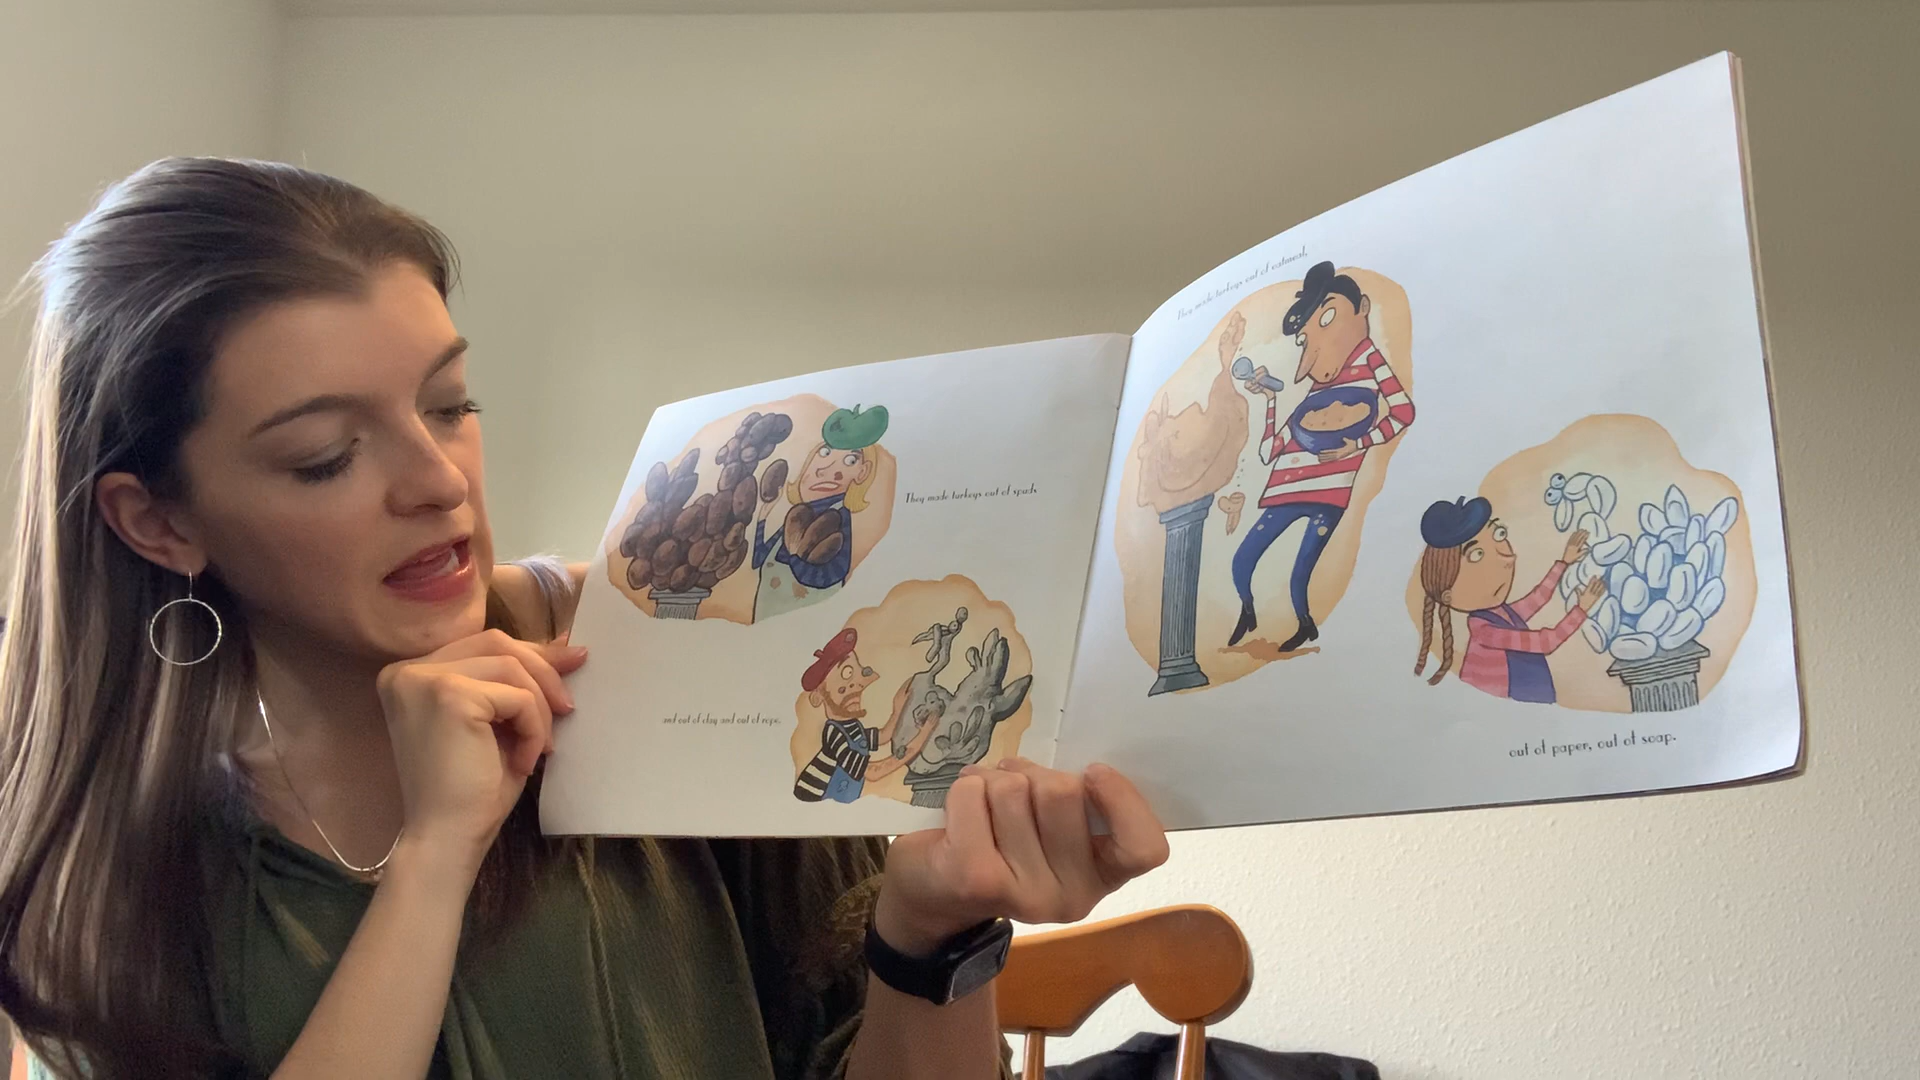 They made turkeys out of spuds
and out of clay and out of rope.
They made turkeys out of oatmeal,
out of paper, out of soap.